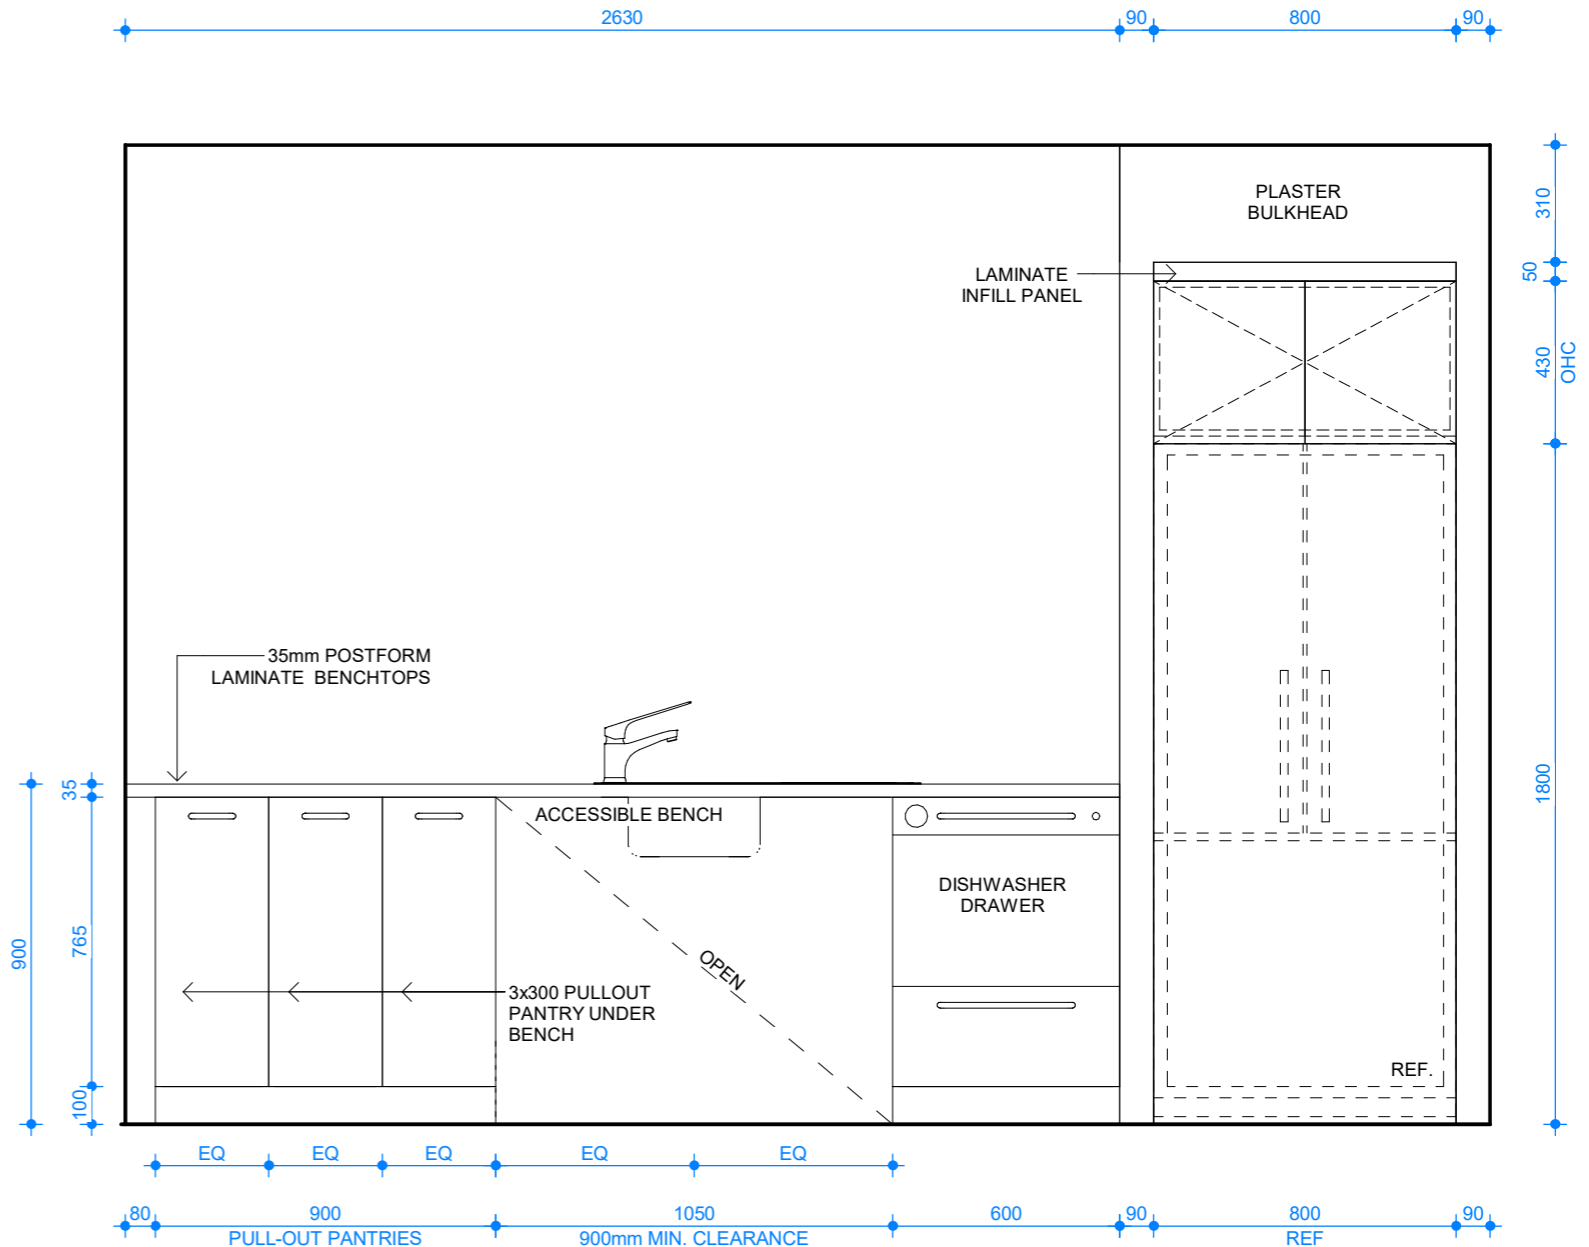 2630
90
800
90
PLASTER
BULKHEAD
310
LAMINATE
INFILL PANEL
50
430
OHC
35mm POSTFORM
LAMINATE BENCHTOPS
1800
35
ACCESSIBLE BENCH
DISHWASHER
DRAWER
900
765
OPEN
3x300 PULLOUT
PANTRY UNDER
BENCH
REF.
100
EQ
EQ
EQ
EQ
EQ
80
900
1050
600
90
800
90
PULL-OUT PANTRIES
900mm MIN. CLEARANCE
REF